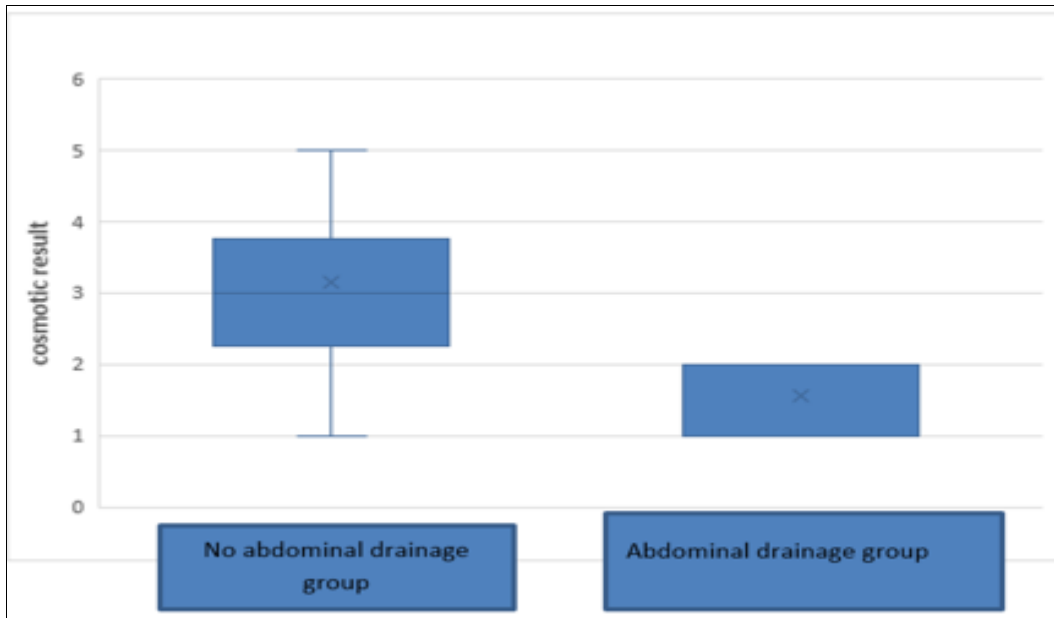 6
5
4
3
2
1
0
cosmotic result
No abdominal drainage
group
Abdominal drainage group